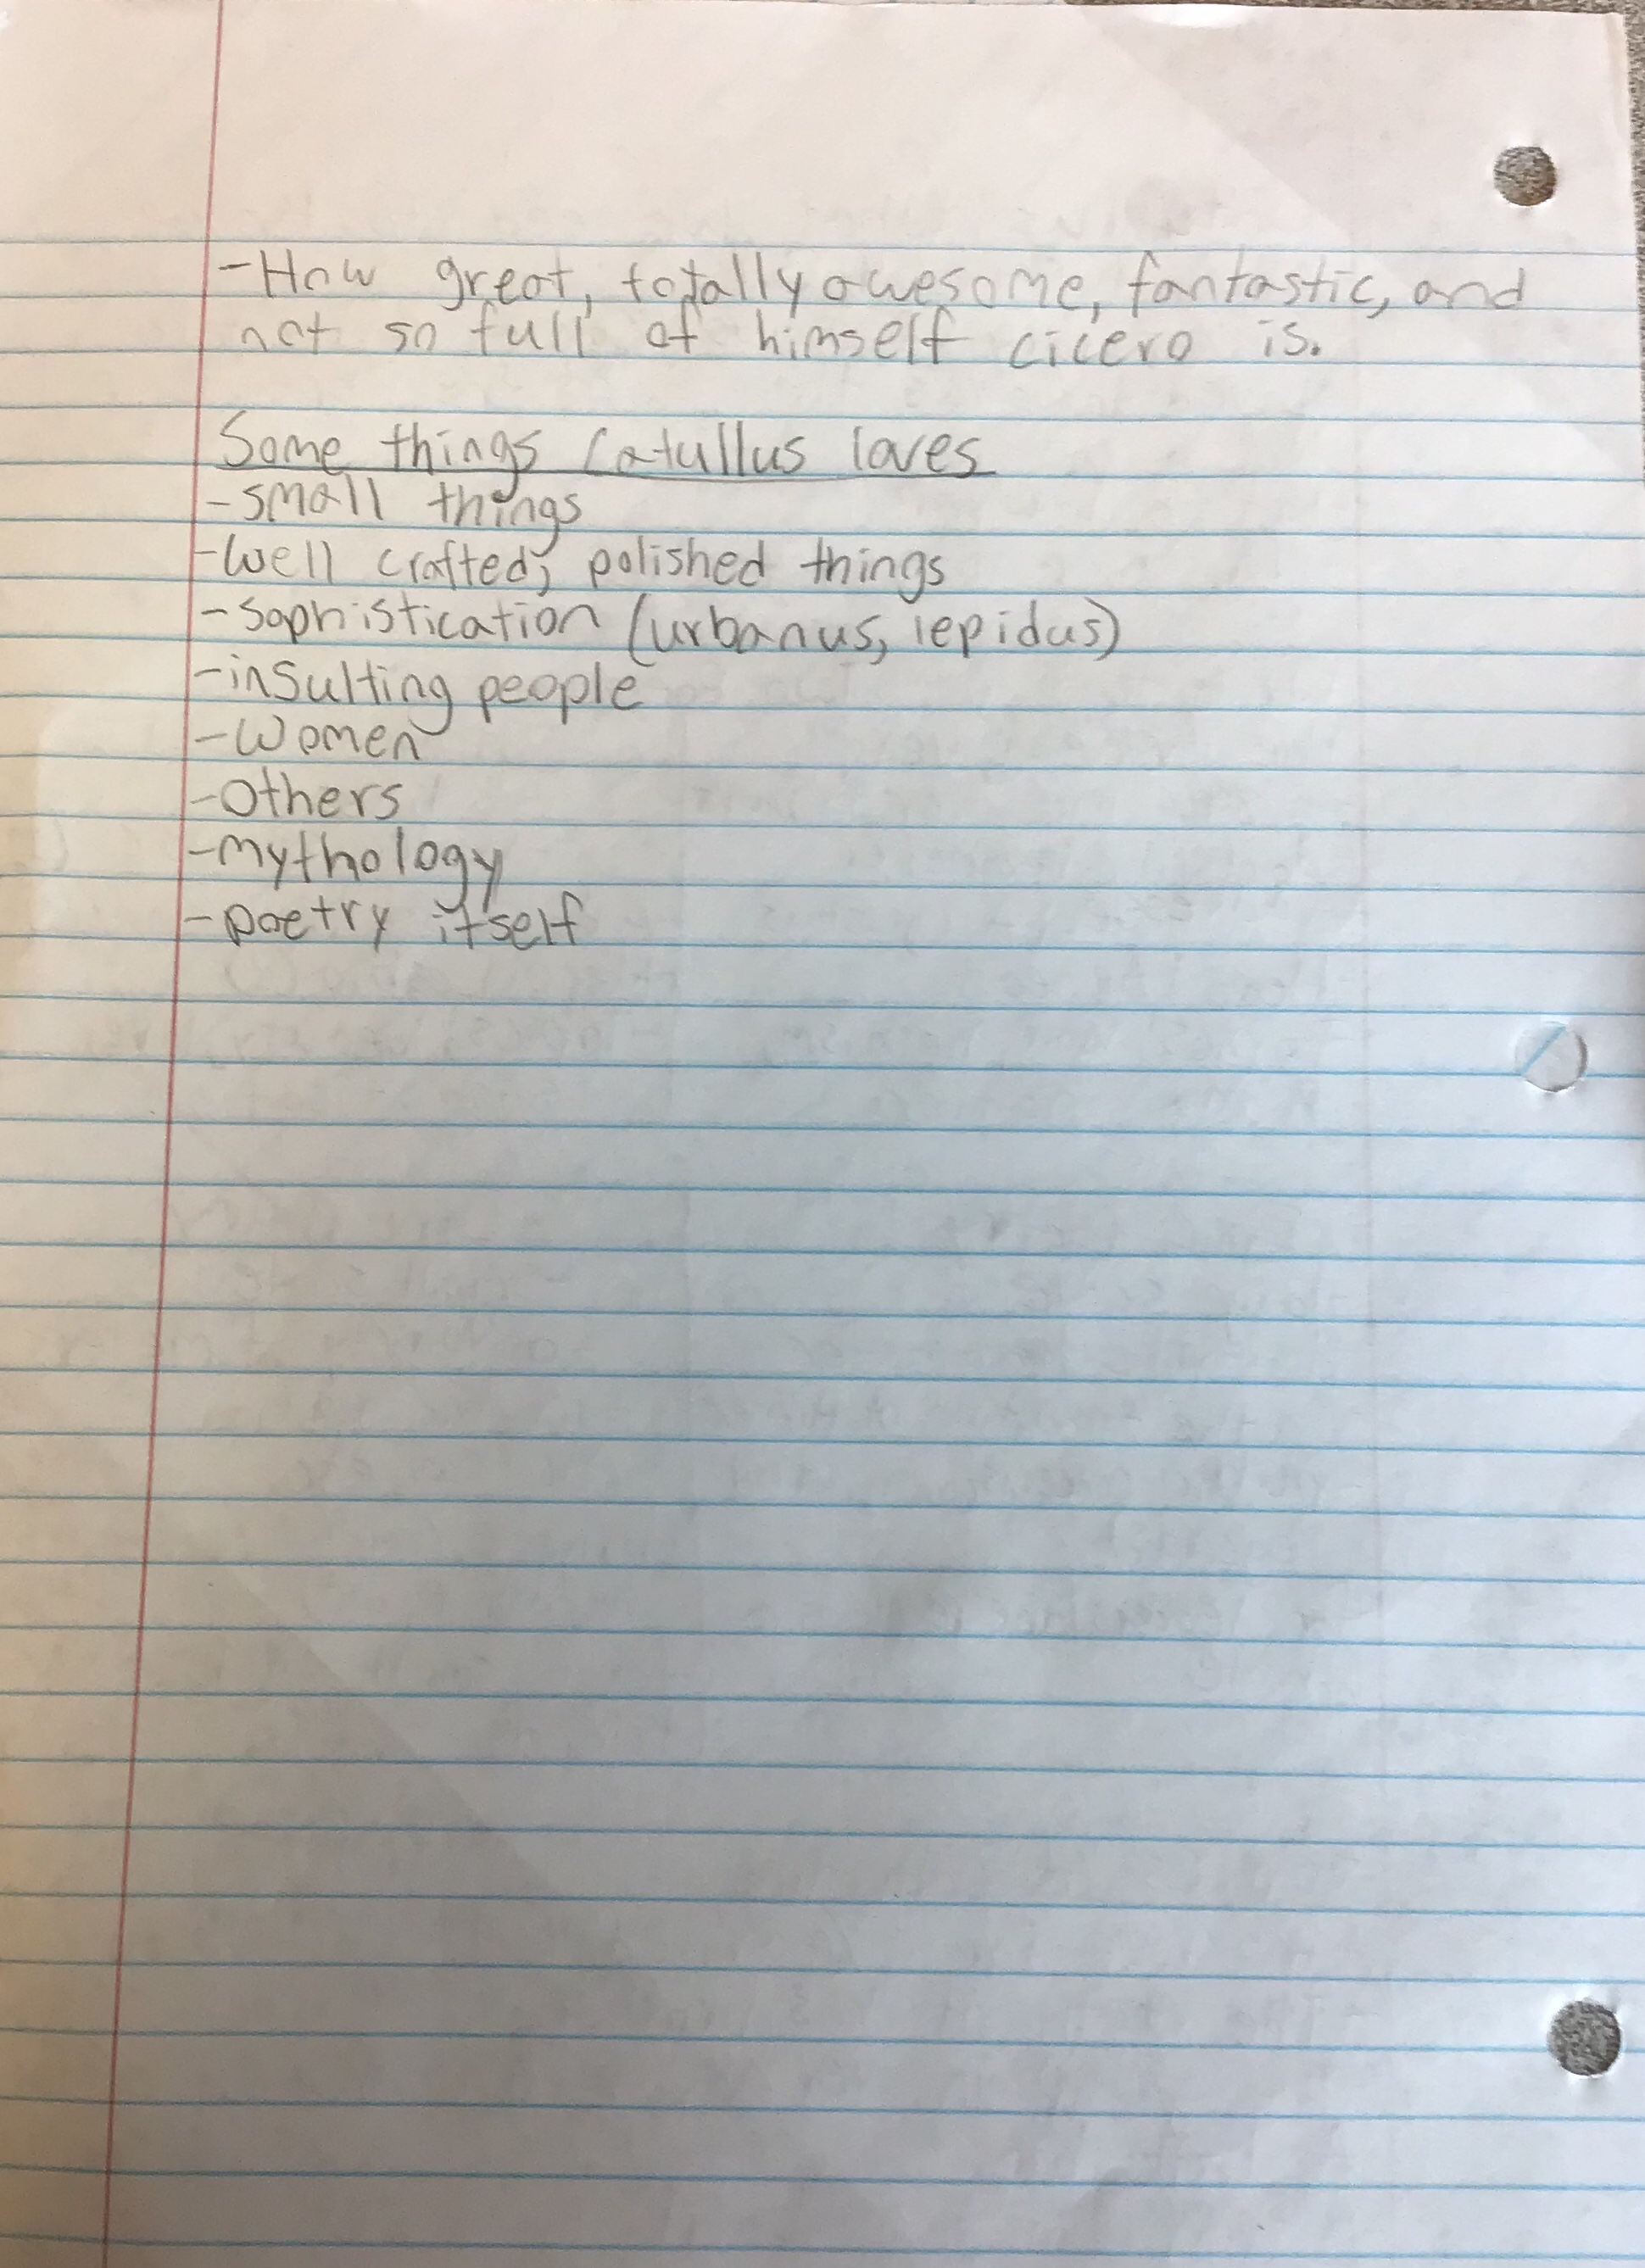 -How great, totally awesome, fantastic, and
not so full of himself cicero is.
Some things Catullus loves
-small things
-well crafted, polished things
-sophistication (urbanus, lepidus)
-insulting people
-women
-others
-mythology
-poetry itself